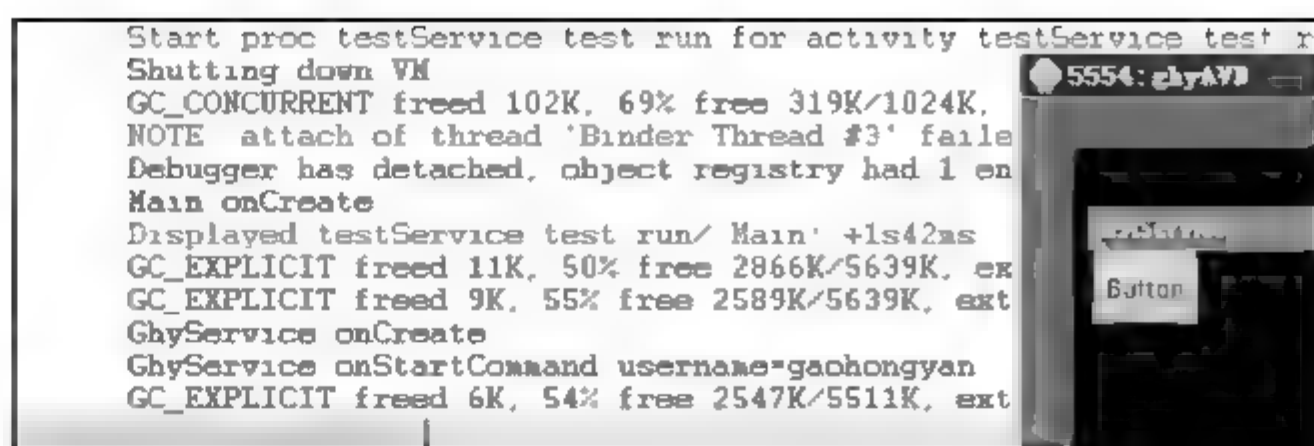 Start proc testService test run for activity testService test r
Shutting down VM
GC_CONCURRENT freed 102K, 69% free 319K/1024K,
NOTE attach of thread 'Binder Thread #3' faile
Debugger has detached, object registry had 1 en
Main onCreate
Displayed testService test run/ Main: +1s42ms
GC_EXPLICIT freed 11K, 50% free 2866K/5639K, ex
GC_EXPLICIT freed 9K, 55% free 2589K/5639K, ext
GhyService onCreate
GhyService onStartCommand username=gaohongyan
GC_EXPLICIT freed 6K, 54% free 2547K/5511K, ext
5554:ghyAVD
Button